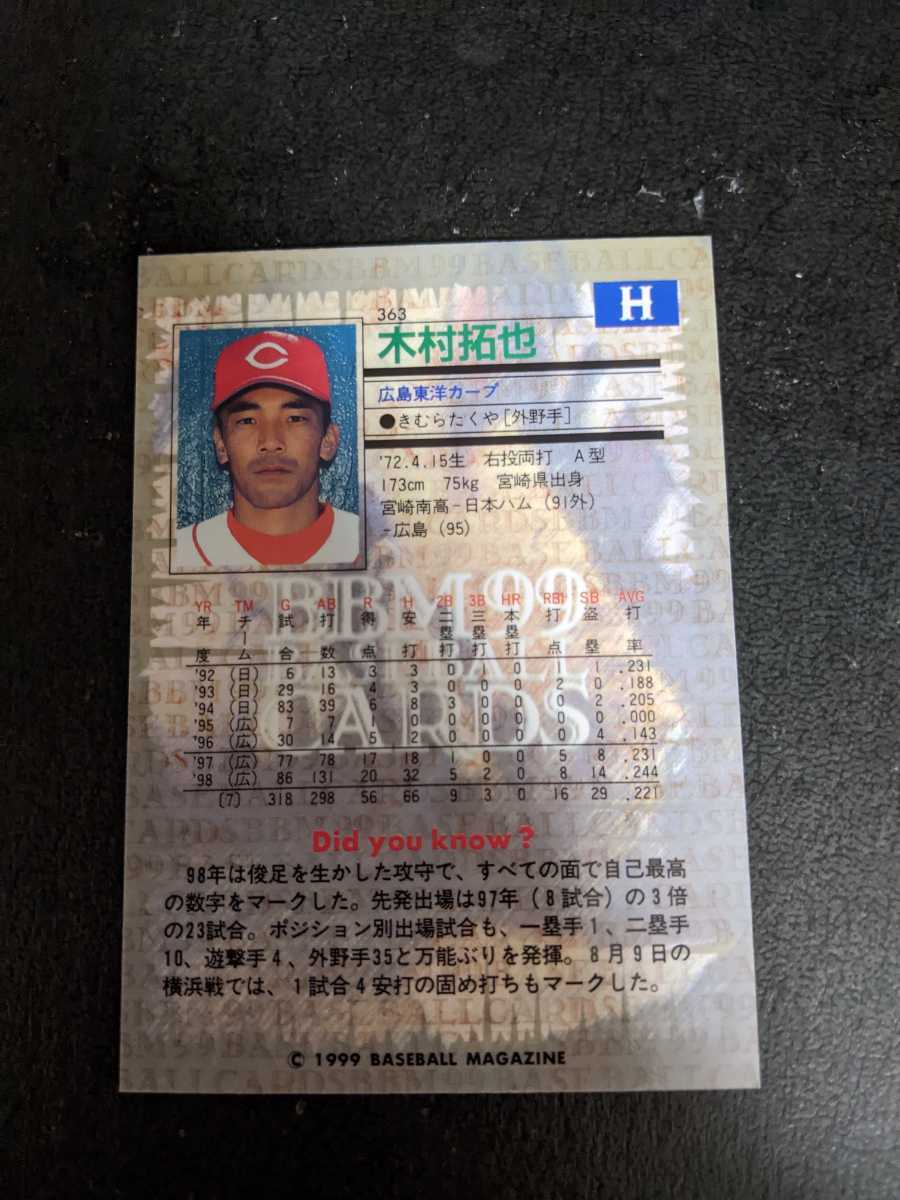 363
H
木村拓也
広島東洋カープ
●きむらたくや[外野手]
'72.4.15生 右投両打 A型
173cm 75kg 宮崎県出身
宮崎南高-日本ハム(91外)
-広島(95)
BBM 99
BASEBALL
CARDS
YR TM G AB R H 2B 3B HR RBI SB AVG
年度 チーム 試合 打数 得点 安打 二塁打 三塁打 本塁打 打点 盗塁 打率
'92 (日) 6 13 3 3 0 1 0 1 1 .231
'93 (日) 29 16 4 3 0 0 0 2 0 .188
'94 (日) 83 39 6 8 3 0 0 0 2 .205
'95 (広) 7 7 1 0 0 0 0 0 0 .000
'96 (広) 30 14 5 2 0 0 0 0 4 .143
'97 (広) 77 78 17 18 1 0 0 5 8 .231
'98 (広) 86 131 20 32 5 2 0 8 14 .244
(7) 318 298 56 66 9 3 0 16 29 .221
Did you know?
98年は俊足を生かした攻守で、すべての面で自己最高
の数字をマークした。先発出場は97年(8試合)の3倍
の23試合。ポジション別出場試合も、一塁手1、二塁手
10、遊撃手4、外野手35と万能ぶりを発揮。8月9日の
横浜戦では、1試合4安打の固め打ちもマークした。
© 1999 BASEBALL MAGAZINE